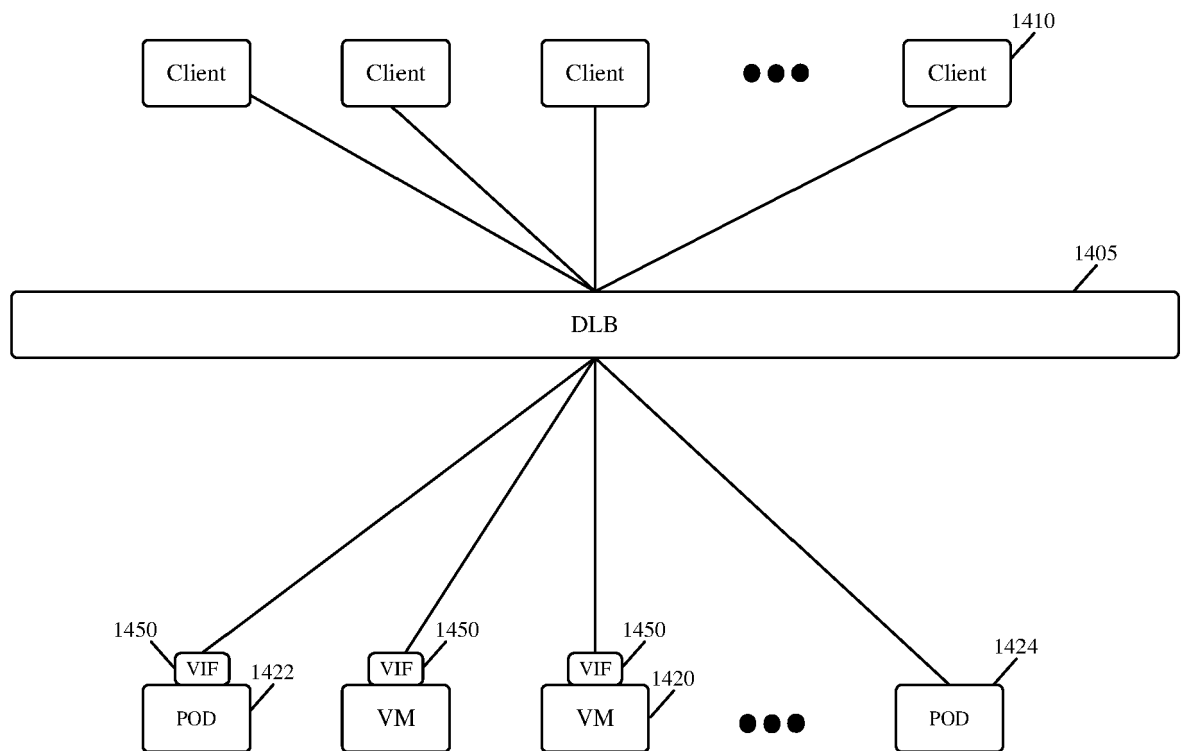 1410
Client
Client
Client
Client
1405
DLB
1450
1450
1450
1424
VIF
VIF
VIF
1422
1420
POD
VM
VM
POD